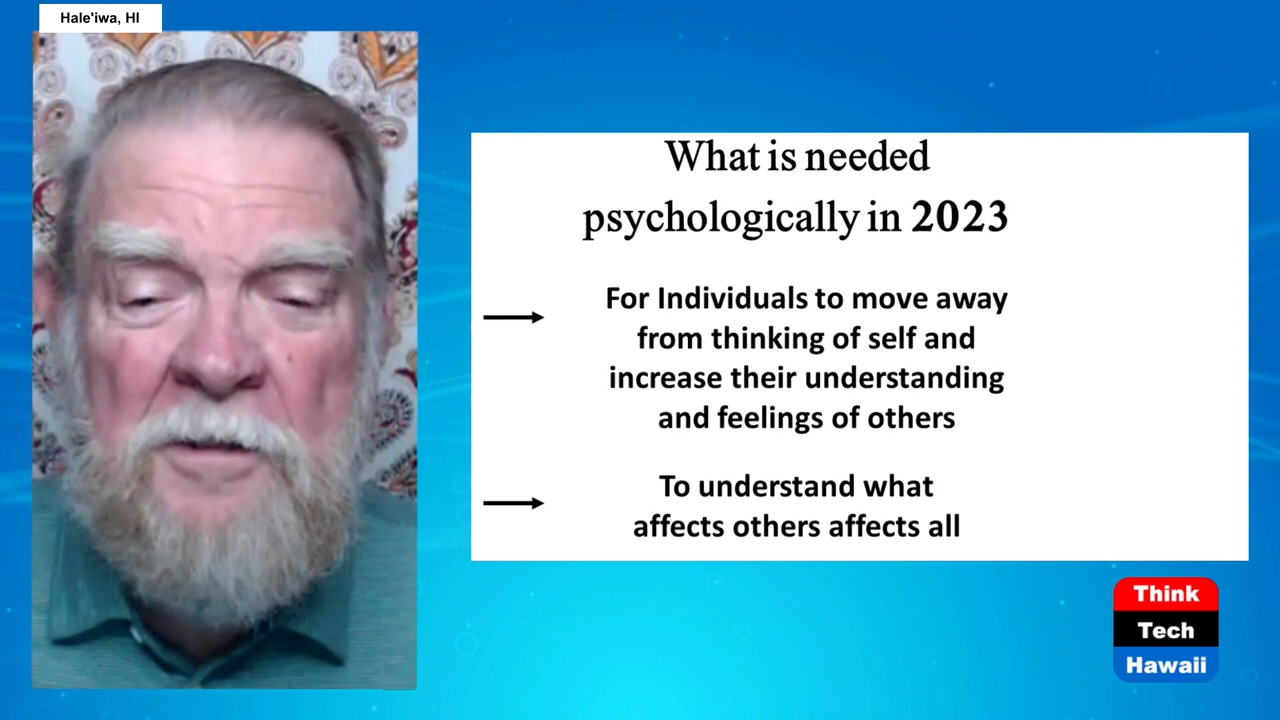 Hale'iwa, HI
What is needed
psychologically in 2023
For Individuals to move away
from thinking of self and
increase their understanding
and feelings of others
To understand what
affects others affects all
Think
Tech
Hawaii